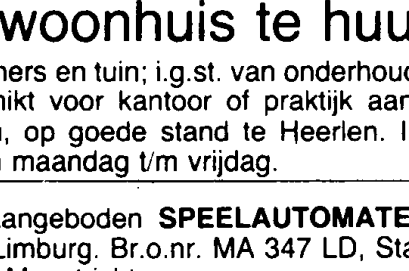 woonhuis te huu
ners en tuin; i.g.st. van onderhoud
nikt voor kantoor of praktijk aan
, op goede stand te Heerlen. I
maandag t/m vrijdag.
angeboden SPEELAUTOMATE
Limburg. Br.o.nr. MA 347 LD, Sta